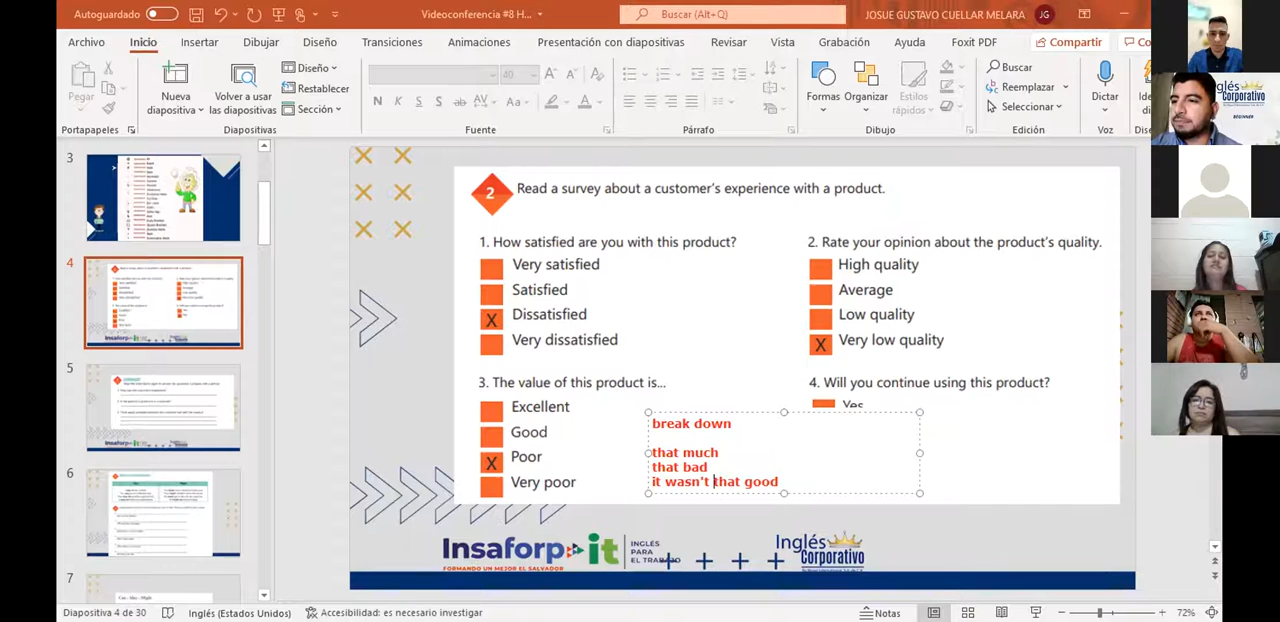 Autoguardado
Videoconferencia #8 H...
Buscar (Alt+Q)
JOSUE GUSTAVO CUELLAR MELARA
JG
Archivo
Inicio
Insertar
Dibujar
Diseño
Transiciones
Animaciones
Presentación con diapositivas
Revisar
Vista
Grabación
Ayuda
Foxit PDF
Compartir
Co
Pegar
Nueva
diapositiva
Volver a usar
las diapositivas
Diseño
Restablecer
Sección
Formas
Organizar
Estilos
rápidos
Buscar
Reemplazar
Seleccionar
Dictar
Portapapeles
Diapositivas
Fuente
Párrafo
Dibujo
Edición
Voz
3
4
5
6
7
2
Read a survey about a customer's experience with a product.
1. How satisfied are you with this product?
Very satisfied
Satisfied
X Dissatisfied
Very dissatisfied
2. Rate your opinion about the product's quality.
High quality
Average
Low quality
X Very low quality
3. The value of this product is...
Excellent
Good
X Poor
Very poor
you continue using this product?
Yes
break down
that much
that bad
it wasn't that good
Insaforp it
FORMANDO UN MEJOR EL SALVADOR
INGLÉS
PARA
EL TRABAJO
Inglés
Corporativo
Inglés
Corporativo
BEGINNER
Diapositiva 4 de 30
Inglés (Estados Unidos)
Accesibilidad: es necesario investigar
Notas
72%